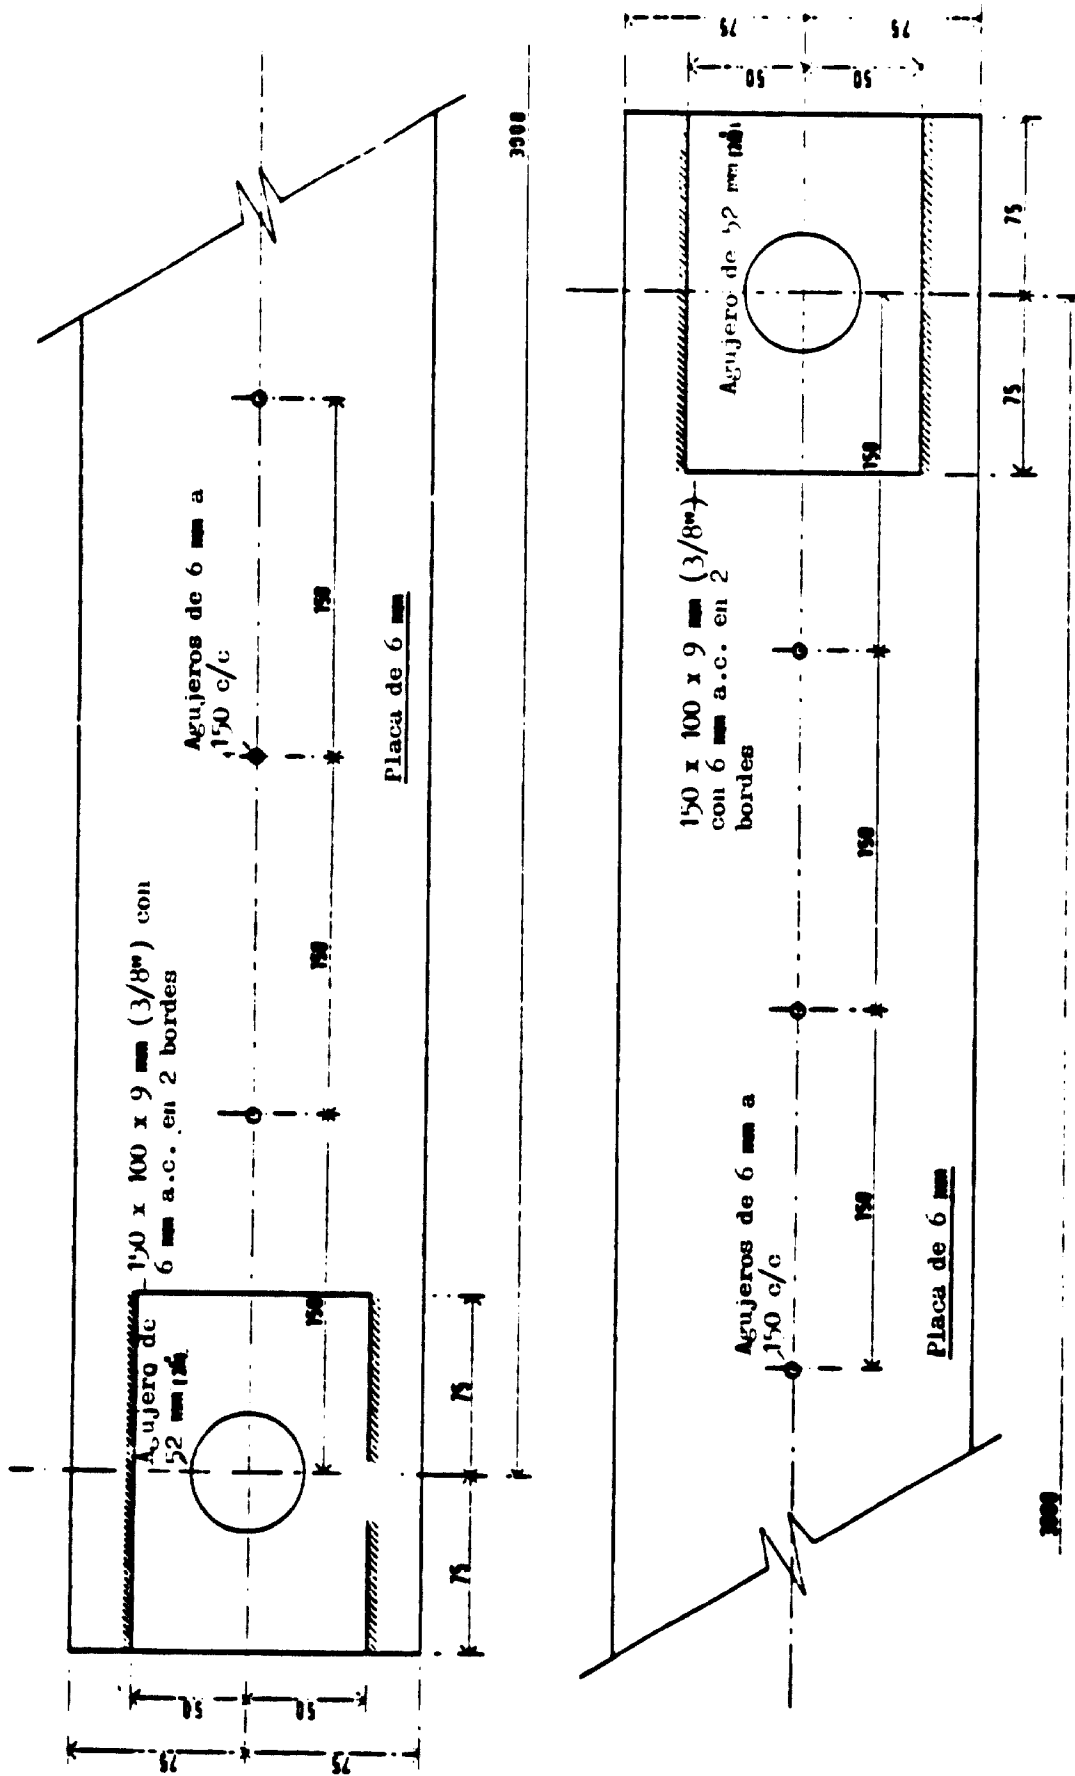 150 x 100 x 9 mm (3/8") con
6 mm a.c. en 2 bordes
Agujero de
52 mm
Agujeros de 6 mm a
150 c/c
Placa de 6 mm
150
150
150
75
75
50
50
75
75
Agujeros de 6 mm a
150 c/c
Placa de 6 mm
150 x 100 x 9 mm (3/8")
con 6 mm a.c. en 2
bordes
Agujero de 52 mm
150
150
150
75
75
50
50
75
75